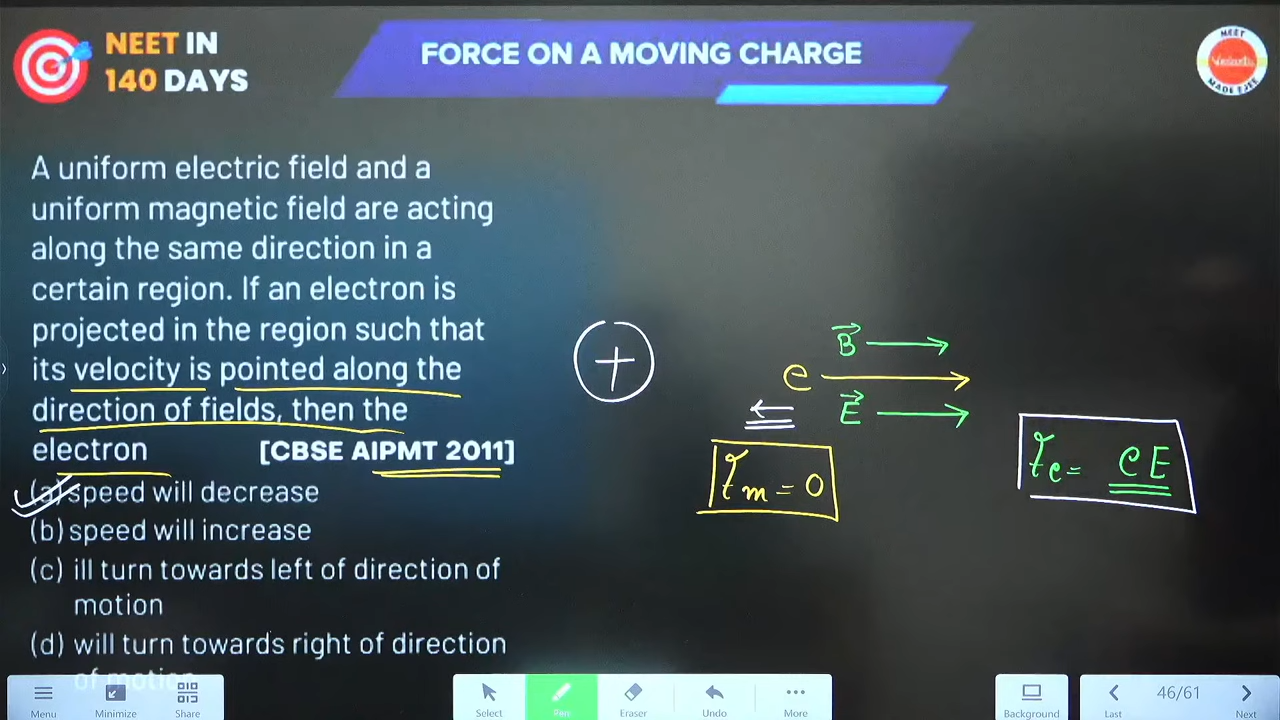 NEET IN
140 DAYS
FORCE ON A MOVING CHARGE
MADE EJEE
A uniform electric field and a
uniform magnetic field are acting
along the same direction in a
certain region. If an electron is
projected in the region such that
its velocity is pointed along the
direction of fields, then the
electron [CBSE AIPMT 2011]
(a) speed will decrease
(b) speed will increase
(c) ill turn towards left of direction of
motion
(d) will turn towards right of direction
of motion
+
B
e
E
m = 0
e = eE
Menu
Minimize
Share
Select
Pen
Eraser
Undo
More
Background
Last
46/61
Next